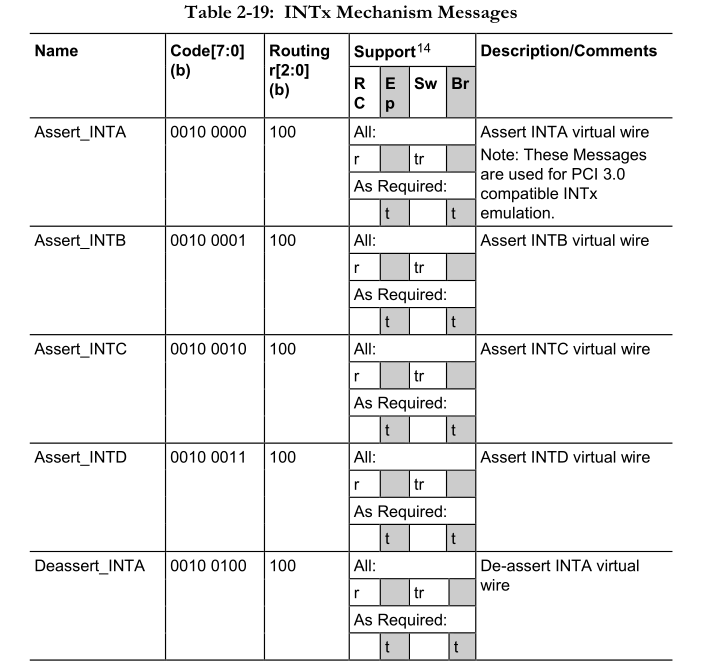 Table 2-19: INTx Mechanism Messages
Name Code[7:0] (b) Routing r[2:0] (b) Support14 Description/Comments
R C E p Sw Br
Assert_INTA 0010 0000 100 All: Assert INTA virtual wire
r tr Note: These Messages
are used for PCI 3.0
As Required: compatible INTx
t t emulation.
Assert_INTB 0010 0001 100 All: Assert INTB virtual wire
r tr
As Required:
t t
Assert_INTC 0010 0010 100 All: Assert INTC virtual wire
r tr
As Required:
t t
Assert_INTD 0010 0011 100 All: Assert INTD virtual wire
r tr
As Required:
t t
Deassert_INTA 0010 0100 100 All: De-assert INTA virtual
r tr wire
As Required:
t t